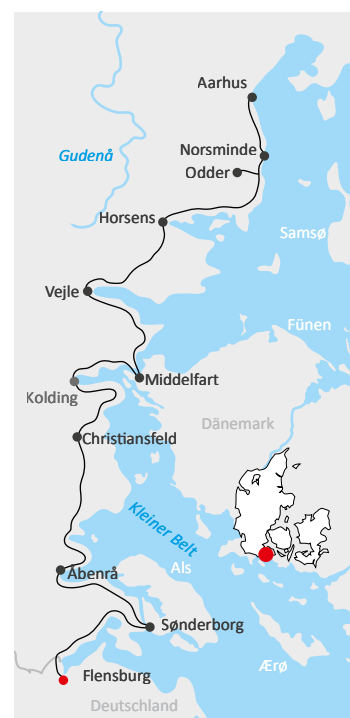 Aarhus
Norsminde
Gudenå
Odder
Horsens
Samsø
Vejle
Fünen
Middelfart
Kolding
Dänemark
Christiansfeld
Kleiner Belt
Als
Åbenrå
Sønderborg
Ærø
Flensburg
Deutschland